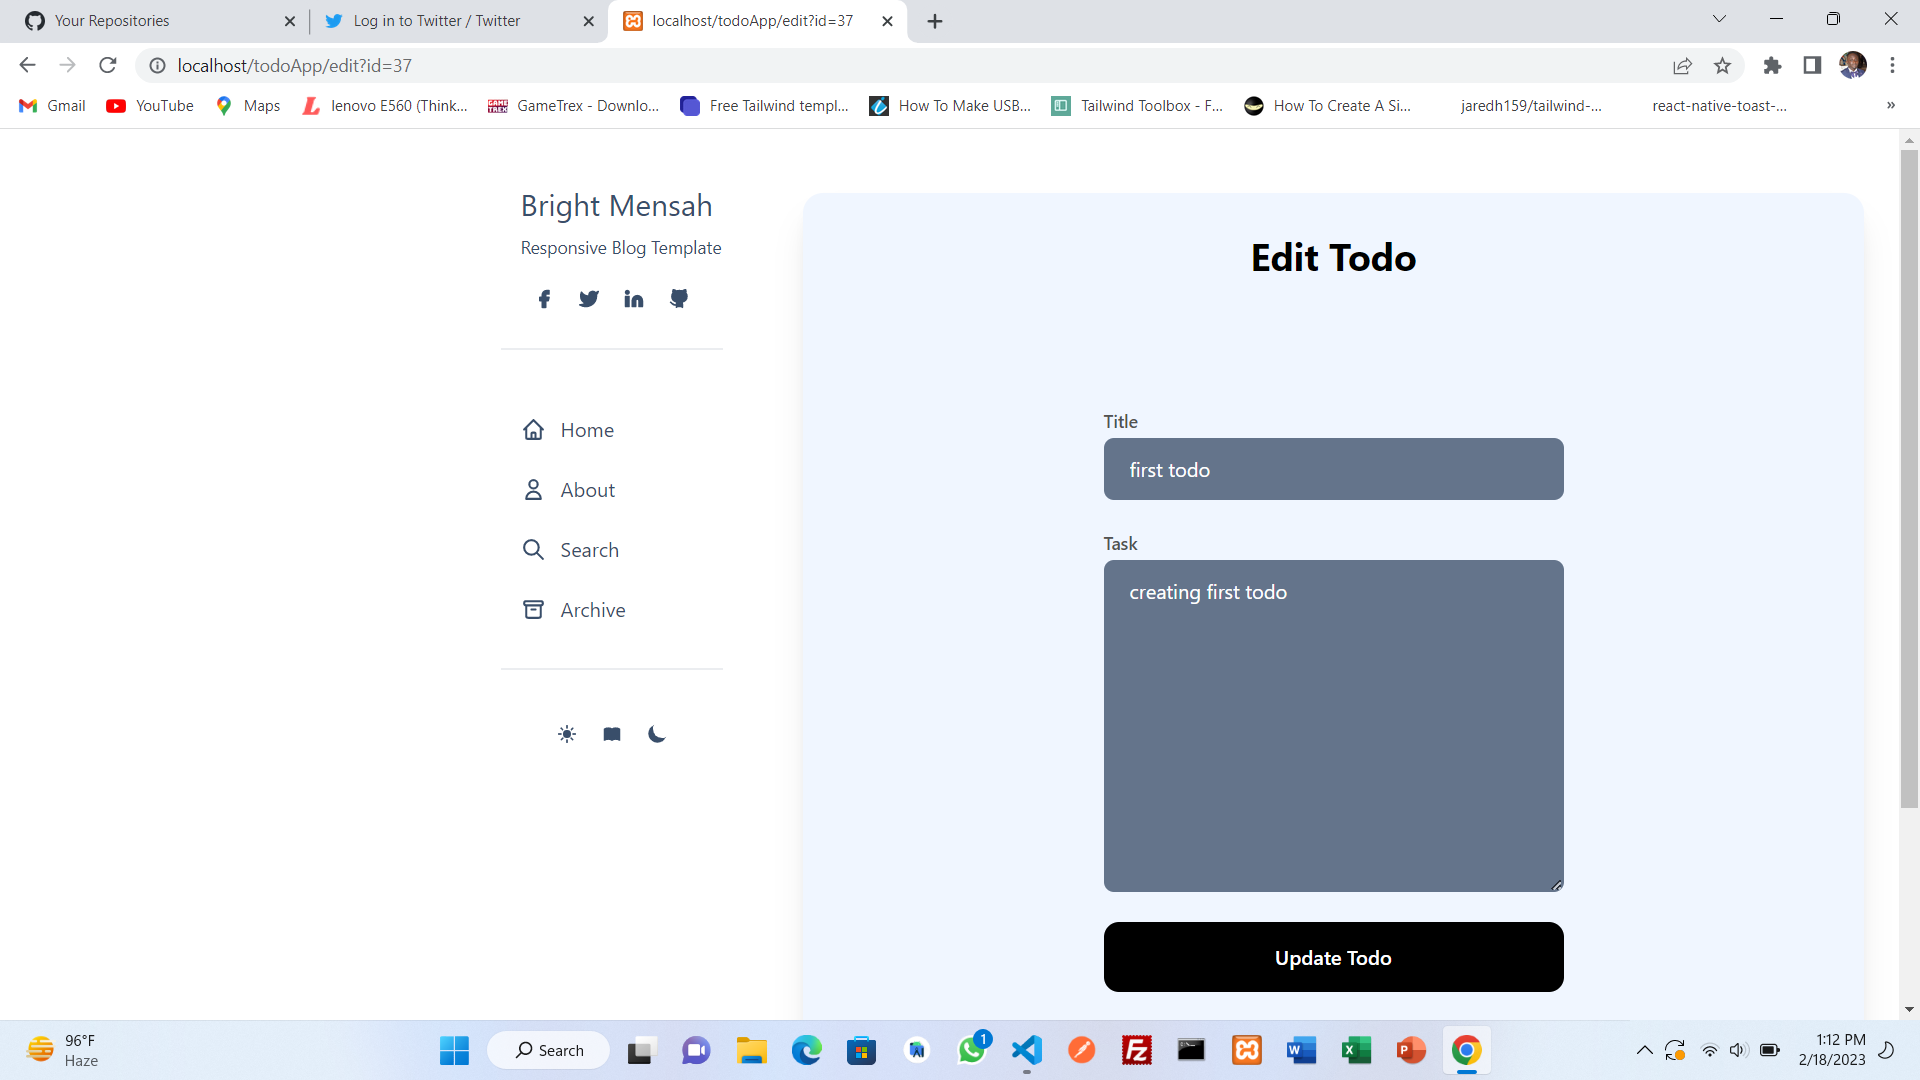 Your Repositories
Log in to Twitter / Twitter
localhost/todoApp/edit?id=37
localhost/todoApp/edit?id=37
Gmail
YouTube
Maps
lenovo E560 (Think...
GameTrex - Downlo...
Free Tailwind templ...
How To Make USB...
Tailwind Toolbox - F...
How To Create A Si...
jaredh159/tailwind-...
react-native-toast-...
»
Bright Mensah
Responsive Blog Template
Home
About
Search
Archive
Edit Todo
Title
first todo
Task
creating first todo
Update Todo
96°F
Haze
Search
1
1:12 PM
2/18/2023